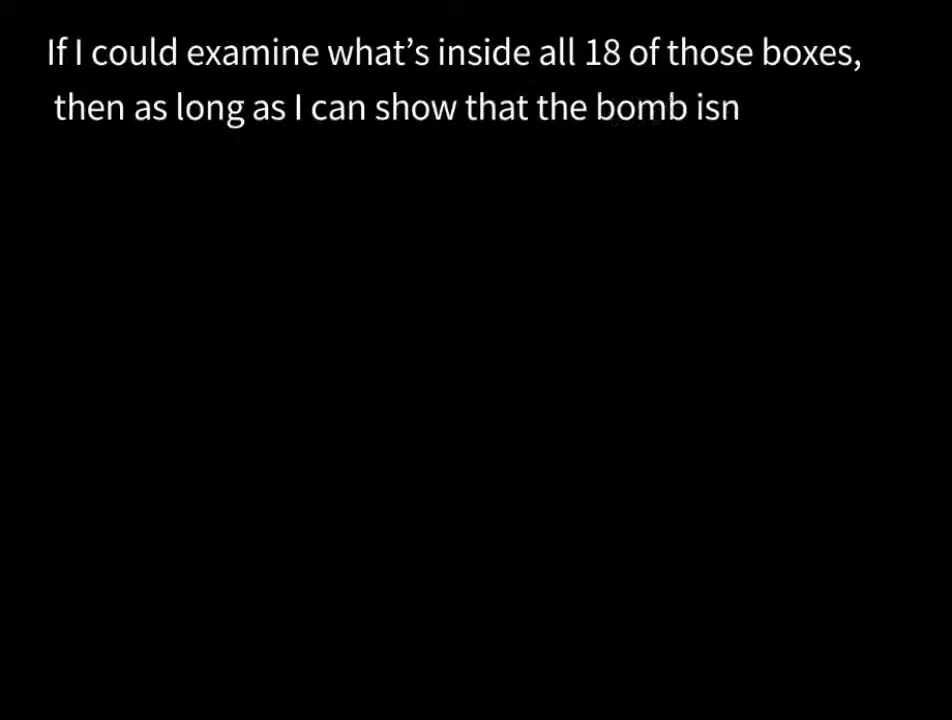 If I could examine what’s inside all 18 of those boxes,
then as long as I can show that the bomb isn